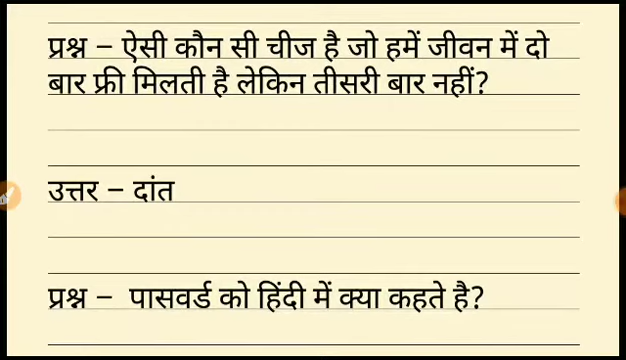 प्रश्न – ऐसी कौन सी चीज है जो हमें जीवन में दो
बार फ्री मिलती है लेकिन तीसरी बार नहीं?
उत्तर – दांत
प्रश्न – पासवर्ड को हिंदी में क्या कहते है?